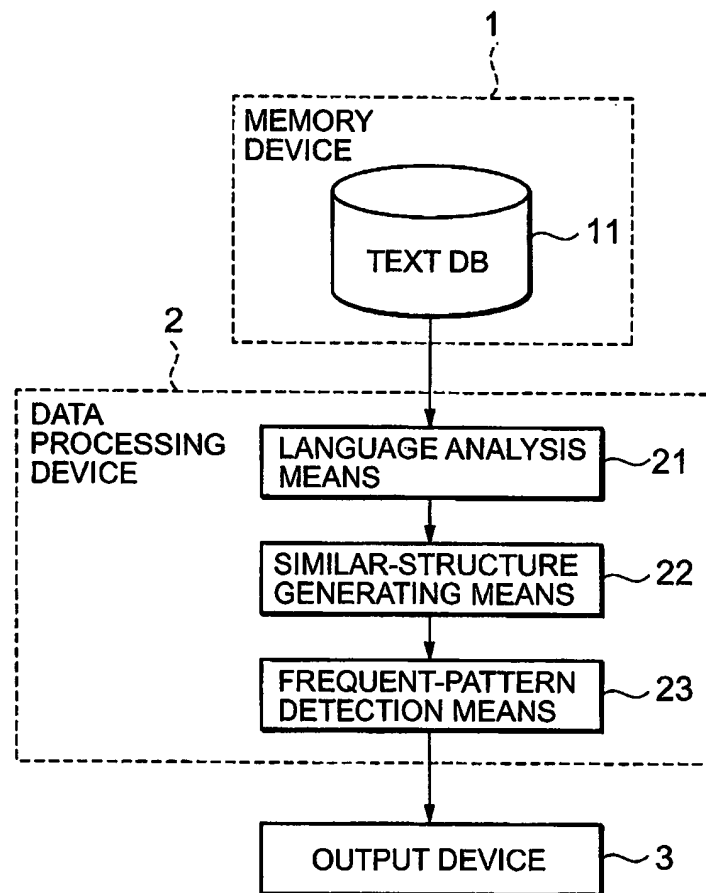 1
MEMORY
DEVICE
TEXT DB
11
2
DATA
PROCESSING
DEVICE
LANGUAGE ANALYSIS
MEANS
21
SIMILAR-STRUCTURE
GENERATING MEANS
22
FREQUENT-PATTERN
DETECTION MEANS
23
OUTPUT DEVICE
3